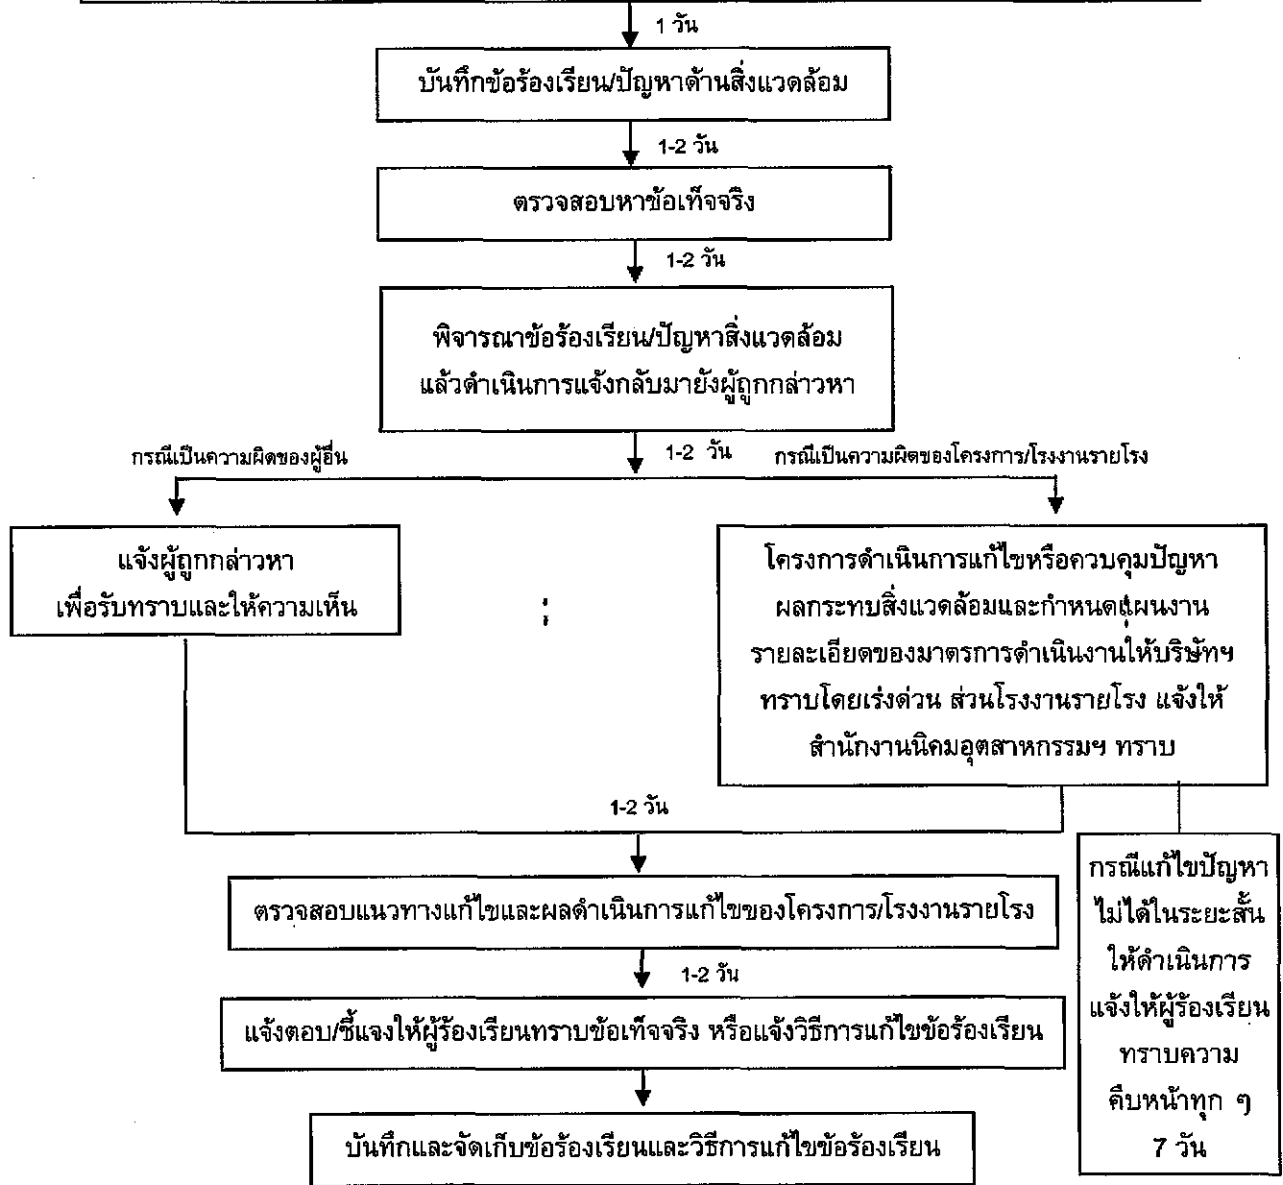 1 วัน
บันทึกข้อร้องเรียน/ปัญหาด้านสิ่งแวดล้อม
1-2 วัน
ตรวจสอบหาข้อเท็จจริง
1-2 วัน
พิจารณาข้อร้องเรียน/ปัญหาสิ่งแวดล้อม
แล้วดำเนินการแจ้งกลับมายังผู้ถูกกล่าวหา
กรณีเป็นความผิดของผู้อื่น
1-2 วัน
กรณีเป็นความผิดของโครงการ/โรงงานรายโรง
แจ้งผู้ถูกกล่าวหา
เพื่อรับทราบและให้ความเห็น
โครงการดำเนินการแก้ไขหรือควบคุมปัญหา
ผลกระทบสิ่งแวดล้อมและกำหนดแผนงาน
รายละเอียดของมาตรการดำเนินงานให้บริษัทฯ
ทราบโดยเร่งด่วน ส่วนโรงงานรายโรง แจ้งให้
สำนักงานนิคมอุตสาหกรรมฯ ทราบ
1-2 วัน
ตรวจสอบแนวทางแก้ไขและผลดำเนินการแก้ไขของโครงการ/โรงงานรายโรง
1-2 วัน
แจ้งตอบ/ชี้แจงให้ผู้ร้องเรียนทราบข้อเท็จจริง หรือแจ้งวิธีการแก้ไขข้อร้องเรียน
บันทึกและจัดเก็บข้อร้องเรียนและวิธีการแก้ไขข้อร้องเรียน
กรณีแก้ไขปัญหา
ไม่ได้ในระยะสั้น
ให้ดำเนินการ
แจ้งให้ผู้ร้องเรียน
ทราบความ
คืบหน้าทุก ๆ
7 วัน